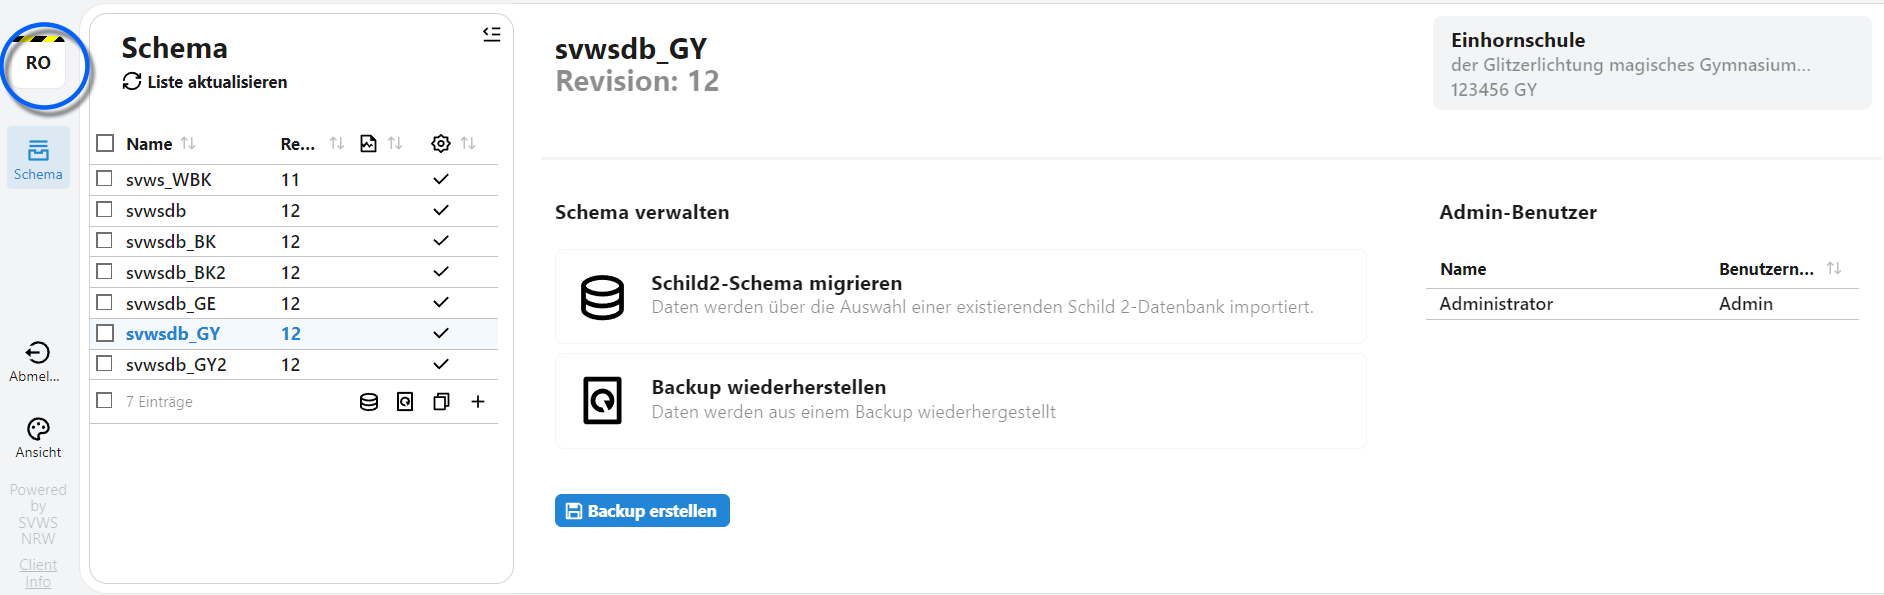 RO
Schema
Abmel...
Ansicht
Powered
by
SVWS
NRW
Client
Info
Schema
Liste aktualisieren
Name Re...
svws_WBK 11
svwsdb 12
svwsdb_BK 12
svwsdb_BK2 12
svwsdb_GE 12
svwsdb_GY 12
svwsdb_GY2 12
7 Einträge
svwsdb_GY
Revision: 12
Einhornschule
der Glitzerlichtung magisches Gymnasium...
123456 GY
Schema verwalten
Schild2-Schema migrieren
Daten werden über die Auswahl einer existierenden Schild 2-Datenbank importiert.
Backup wiederherstellen
Daten werden aus einem Backup wiederhergestellt
Backup erstellen
Admin-Benutzer
Name Benutzern...
Administrator Admin